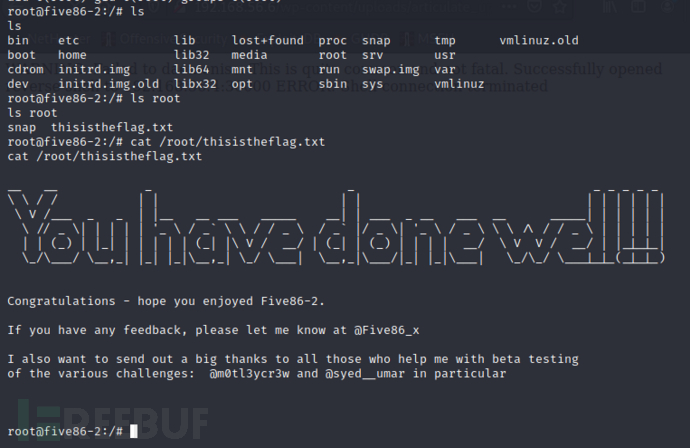 root@five86-2:/# ls
ls
bin etc lib lost+found proc snap tmp vmlinuz.old
boot home lib32 media root srv usr
cdrom initrd.img lib64 mnt run swap.img var
dev initrd.img.old libx32 opt sbin sys vmlinuz
root@five86-2:/# ls root
ls root
snap thisistheflag.txt
root@five86-2:/# cat /root/thisistheflag.txt
cat /root/thisistheflag.txt
You have done well!!!!!
Congratulations - hope you enjoyed Five86-2.
If you have any feedback, please let me know at @Five86_x
I also want to send out a big thanks to all those who help me with beta testing
of the various challenges: @m0tl3ycr3w and @syed__umar in particular
REEBUF
root@five86-2:/#